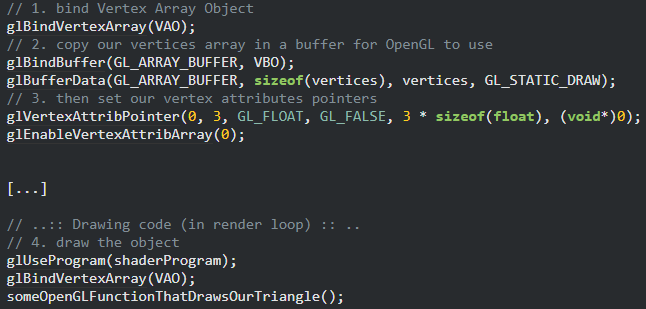 // 1. bind Vertex Array Object
glBindVertexArray(VAO);
// 2. copy our vertices array in a buffer for OpenGL to use
glBindBuffer(GL_ARRAY_BUFFER, VBO);
glBufferData(GL_ARRAY_BUFFER, sizeof(vertices), vertices, GL_STATIC_DRAW);
// 3. then set our vertex attributes pointers
glVertexAttribPointer(0, 3, GL_FLOAT, GL_FALSE, 3 * sizeof(float), (void*)0);
glEnableVertexAttribArray(0);
[...]
// ..:: Drawing code (in render loop) :: ..
// 4. draw the object
glUseProgram(shaderProgram);
glBindVertexArray(VAO);
someOpenGLFunctionThatDrawsOurTriangle();